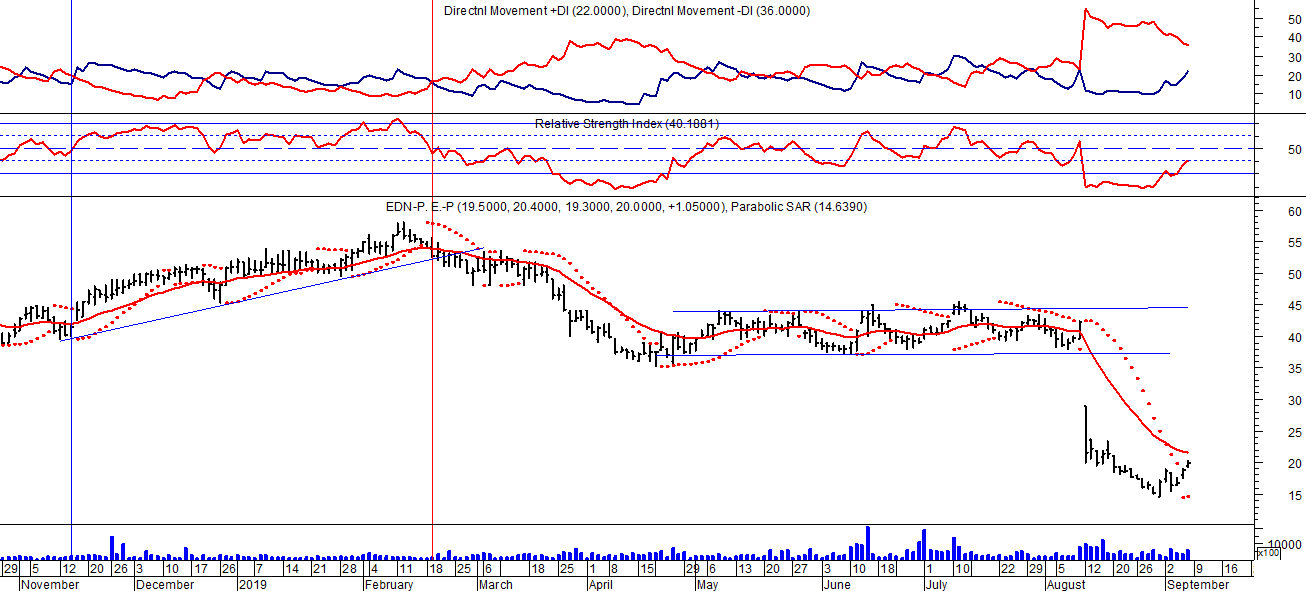 Directnl Movement +DI (22.0000), Directnl Movement -DI (36.0000)
50
40
30
20
10
Relative Strength Index (40.1881)
50
EDN-P. E.-P (19.5000, 20.4000, 19.3000, 20.0000, +1.05000), Parabolic SAR (14.6390)
60
55
50
45
40
35
30
25
20
15
10000
x100
29 5 12 20 26 3 10 17 26 7 14 21 28 4 11 18 25 6 18 25 1 8 15 29 6 13 20 27 3 10 18 1 10 22 29 5 12 20 26 2 9 16
November December 2019 February March April May June July August September